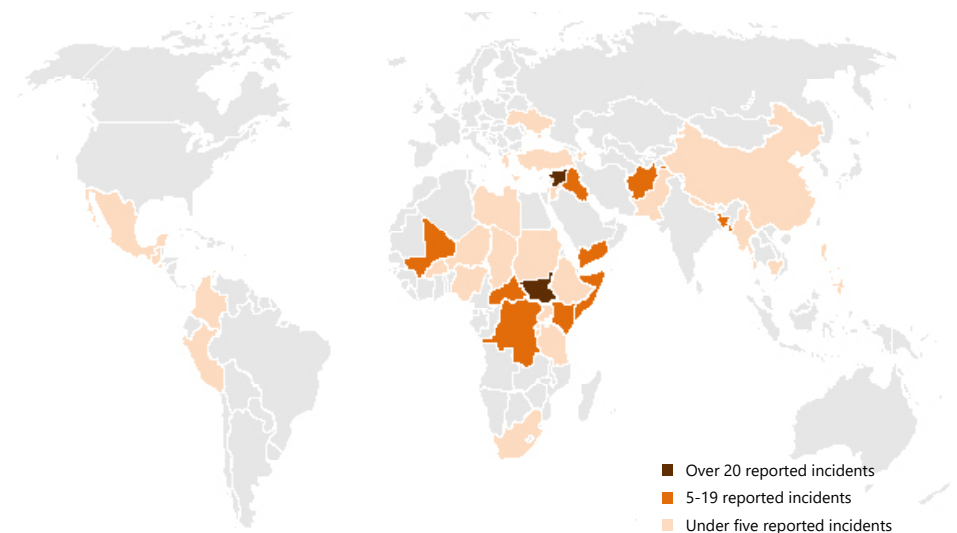 Over 20 reported incidents
5-19 reported incidents
Under five reported incidents